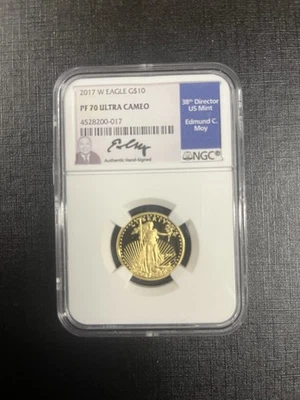 2017 W EAGLE G$10
PF 70 ULTRA CAMEO
4528200-017
Authentic Hand-Signed
38th Director
US Mint
Edmund C.
Moy
NGC
LIBERTY